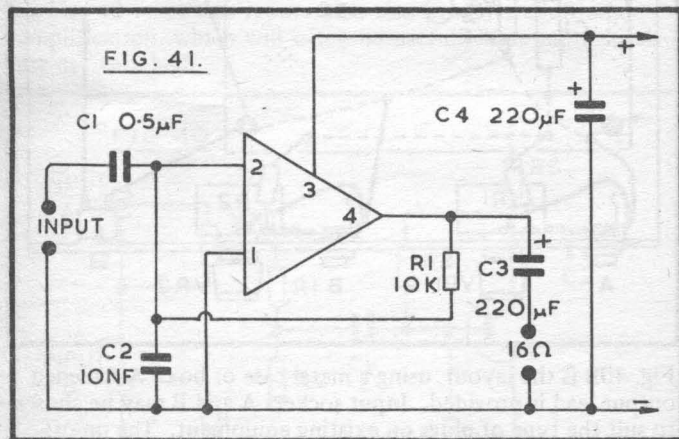 FIG. 41.
C1 0·5µF
C4 220µF
+
+
2
3
4
1
INPUT
R1
10K
+
C3
220µF
C2
10NF
16Ω